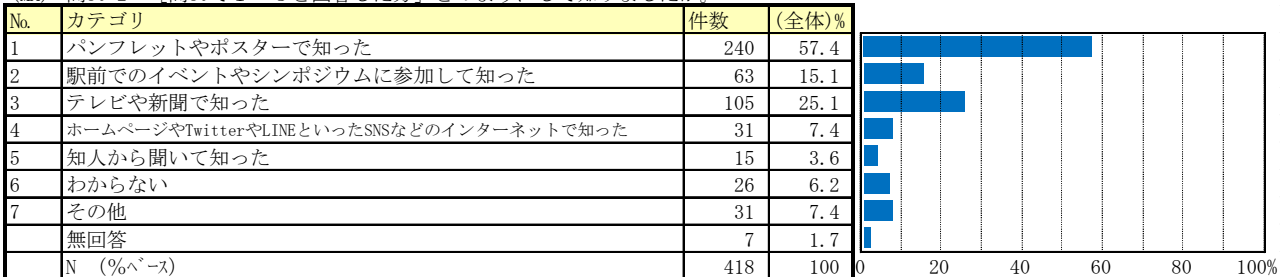 No. カテゴリ 件数 (全体)%
1 パンフレットやポスターで知った 240 57.4
2 駅前でのイベントやシンポジウムに参加して知った 63 15.1
3 テレビや新聞で知った 105 25.1
4 ホームページやTwitterやLINEといったSNSなどのインターネットで知った 31 7.4
5 知人から聞いて知った 15 3.6
6 わからない 26 6.2
7 その他 31 7.4
無回答 7 1.7
N (%ﾍﾞｰｽ) 418 100
0 20 40 60 80 100%